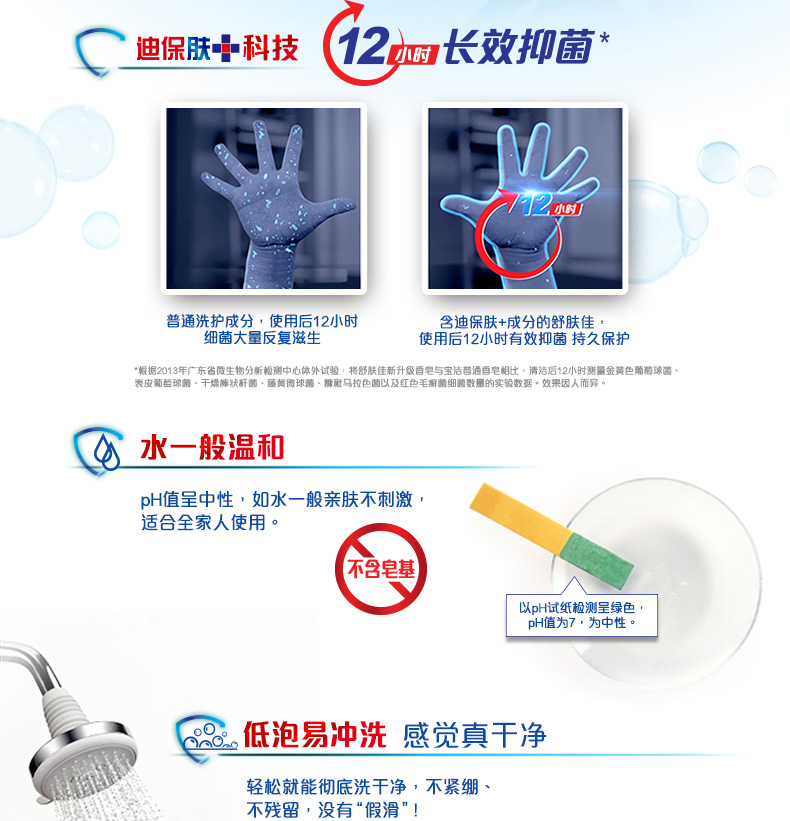 迪保肤+科技 12小时长效抑菌*
12小时
普通洗护成分，使用后12小时
细菌大量反复滋生
含迪保肤+成分的舒肤佳，
使用后12小时有效抑菌 持久保护
*根据2013年广东省微生物分析检测中心体外试验，将舒肤佳新升级香皂与宝洁普通香皂相比，清洁后12小时测量金黄色葡萄球菌、
表皮葡萄球菌、干燥棒状杆菌、藤黄微球菌、糠秕马拉色菌以及红色毛癣菌细菌数量的实验数据。效果因人而异。
水一般温和
pH值呈中性，如水一般亲肤不刺激，
适合全家人使用。
不含皂基
以pH试纸检测呈绿色，
pH值为7，为中性。
低泡易冲洗 感觉真干净
轻松就能彻底洗干净，不紧绷、
不残留，没有“假滑”！